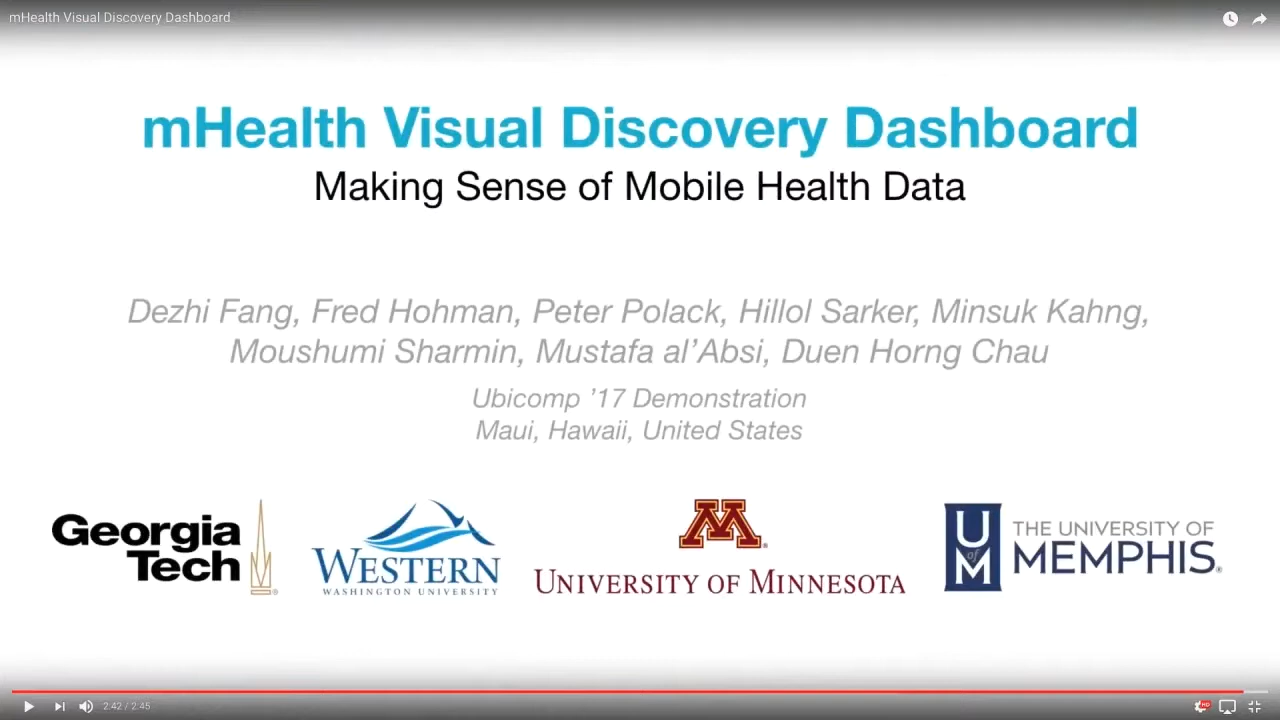 mHealth Visual Discovery Dashboard
mHealth Visual Discovery Dashboard
Making Sense of Mobile Health Data
Dezhi Fang, Fred Hohman, Peter Polack, Hillol Sarker, Minsuk Kahng,
Moushumi Sharmin, Mustafa al’Absi, Duen Horng Chau
Ubicomp ’17 Demonstration
Maui, Hawaii, United States
Georgia
Tech
®
WESTERN
WASHINGTON UNIVERSITY
M
®
UNIVERSITY OF MINNESOTA
U
of
M
THE UNIVERSITY OF
MEMPHIS®
2:42 / 2:45
HD